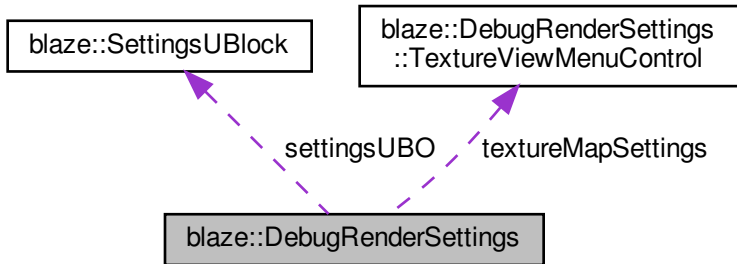 blaze::SettingsUBlock
blaze::DebugRenderSettings
::TextureViewMenuControl
settingsUBO
textureMapSettings
blaze::DebugRenderSettings